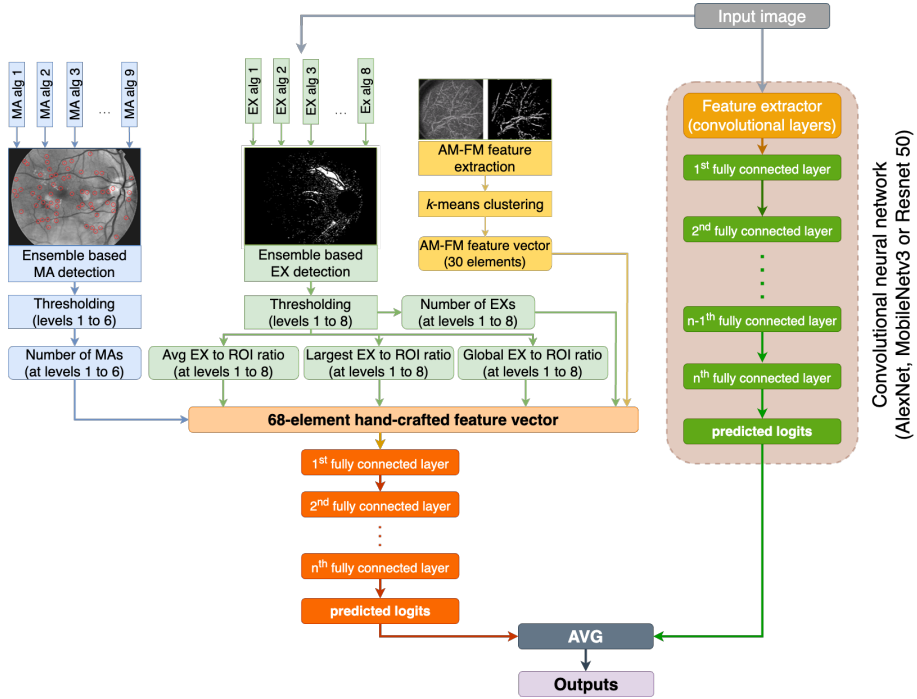 Input image
MA alg 1
MA alg 2
MA alg 3
...
MA alg 9
EX alg 1
EX alg 2
EX alg 3
...
Ex alg 8
Ensemble based
MA detection
Thresholding
(levels 1 to 6)
Number of MAs
(at levels 1 to 6)
Ensemble based
EX detection
Thresholding
(levels 1 to 8)
Number of EXs
(at levels 1 to 8)
Avg EX to ROI ratio
(at levels 1 to 8)
Largest EX to ROI ratio
(at levels 1 to 8)
Global EX to ROI ratio
(at levels 1 to 8)
AM-FM feature
extraction
k-means clustering
AM-FM feature vector
(30 elements)
68-element hand-crafted feature vector
1st fully connected layer
2nd fully connected layer
nth fully connected layer
predicted logits
Feature extractor
(convolutional layers)
1st fully connected layer
2nd fully connected layer
n-1th fully connected layer
nth fully connected layer
predicted logits
Convolutional neural network
(AlexNet, MobileNetv3 or Resnet 50)
AVG
Outputs